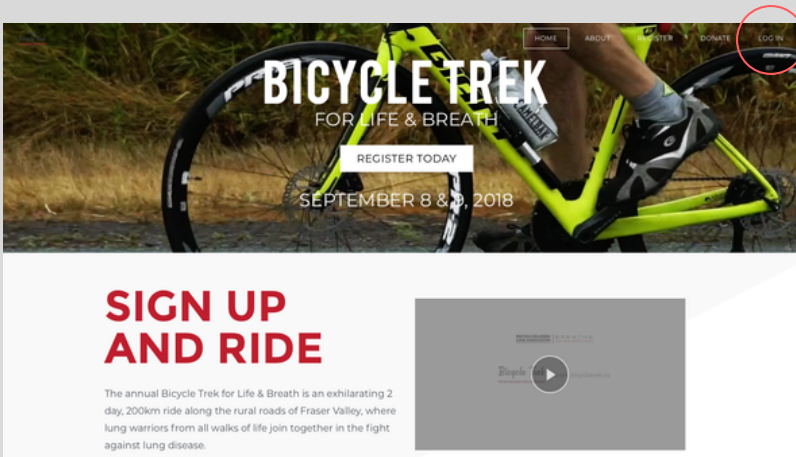 HOME ABOUT REGISTER DONATE LOG IN
BICYCLE TREK
FOR LIFE & BREATH
REGISTER TODAY
SEPTEMBER 8 & 9, 2018
SIGN UP
AND RIDE
The annual Bicycle Trek for Life & Breath is an exhilarating 2
day, 200km ride along the rural roads of Fraser Valley, where
lung warriors from all walks of life join together in the fight
against lung disease.
Bicycle Trek